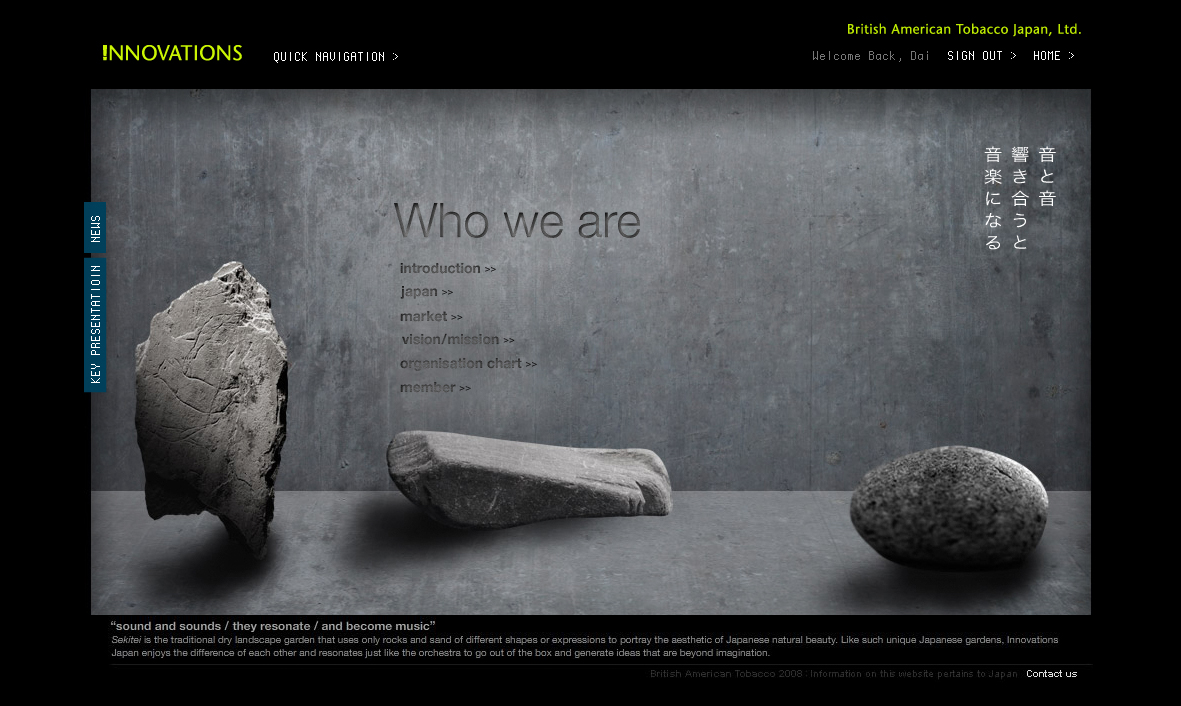 British American Tobacco Japan, Ltd.
!NNOVATIONS
QUICK NAVIGATION >
Welcome Back, Dai
SIGN OUT >
HOME >
音と音
響き合うと
音楽になる
NEWS
KEY PRESENTATIOIN
Who we are
introduction >>
japan >>
market >>
vision/mission >>
organisation chart >>
member >>
“sound and sounds / they resonate / and become music”
Sekitei is the traditional dry landscape garden that uses only rocks and sand of different shapes or expressions to portray the aesthetic of Japanese natural beauty. Like such unique Japanese gardens, Innovations
Japan enjoys the difference of each other and resonates just like the orchestra to go out of the box and generate ideas that are beyond imagination.
British American Tobacco 2008 : Information on this website pertains to Japan
Contact us